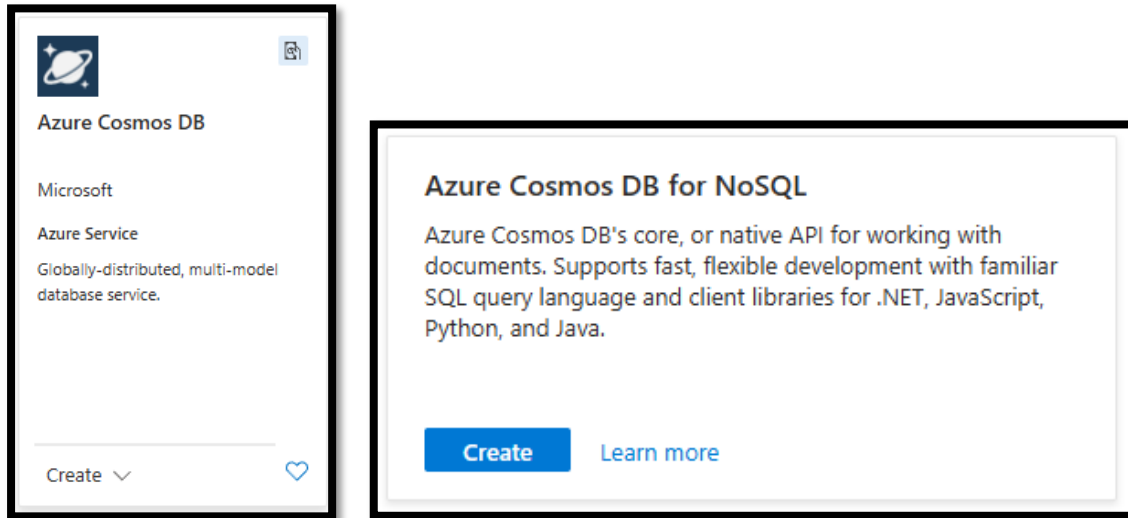 Azure Cosmos DB
Microsoft
Azure Service
Globally-distributed, multi-model
database service.
Create
Azure Cosmos DB for NoSQL
Azure Cosmos DB's core, or native API for working with
documents. Supports fast, flexible development with familiar
SQL query language and client libraries for .NET, JavaScript,
Python, and Java.
Create
Learn more